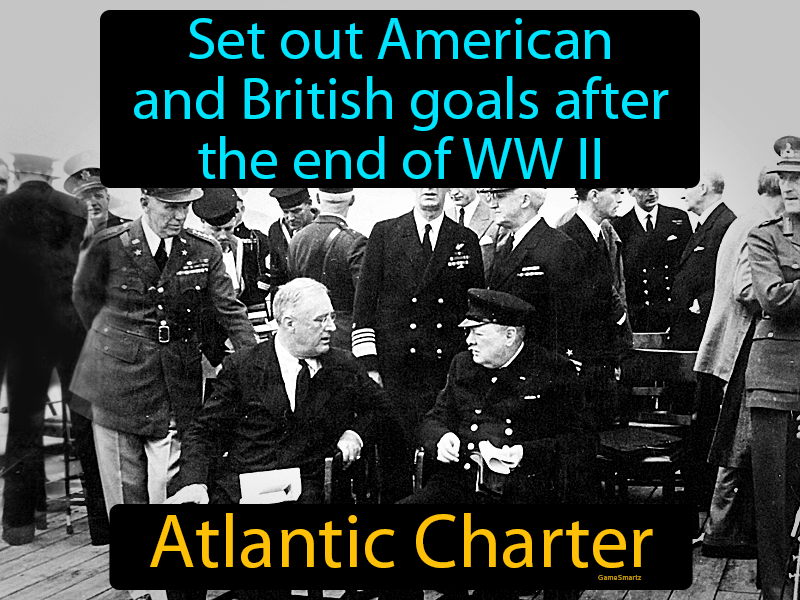 Set out American
and British goals after
the end of WW II
Atlantic Charter
GameSmartz